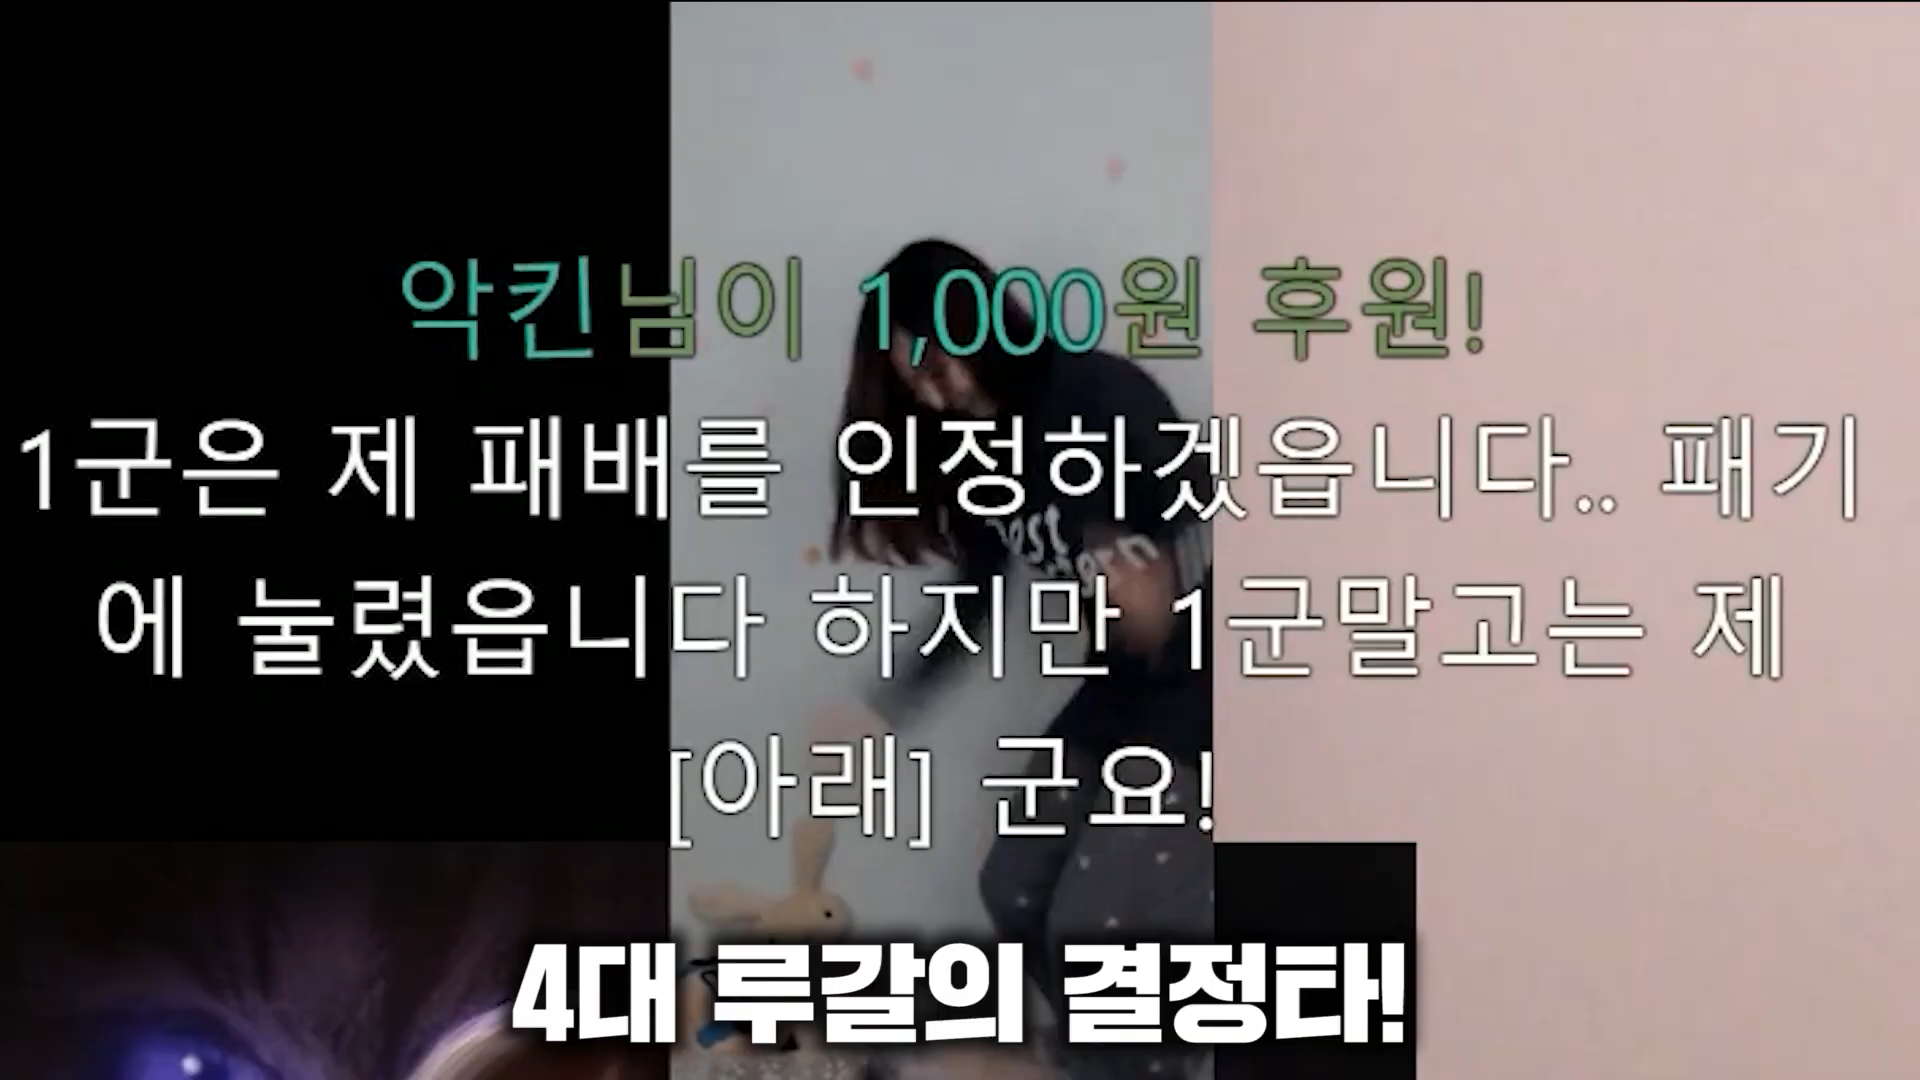 악킨님이 1,000원 후원!
1군은 제 패배를 인정하겠읍니다.. 패기
에 눌렸읍니다 하지만 1군말고는 제
[아래] 군요!
4대 루갈의 결정타!